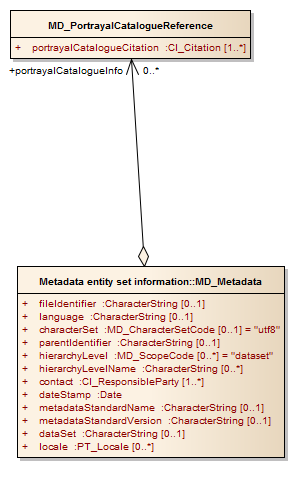 MD_PortrayalCatalogueReference
+ portrayalCatalogueCitation :CI_Citation [1..*]
+portrayalCatalogueInfo 0..*
Metadata entity set information::MD_Metadata
+ fileIdentifier :CharacterString [0..1]
+ language :CharacterString [0..1]
+ characterSet :MD_CharacterSetCode [0..1] = "utf8"
+ parentIdentifier :CharacterString [0..1]
+ hierarchyLevel :MD_ScopeCode [0..*] = "dataset"
+ hierarchyLevelName :CharacterString [0..*]
+ contact :CI_ResponsibleParty [1..*]
+ dateStamp :Date
+ metadataStandardName :CharacterString [0..1]
+ metadataStandardVersion :CharacterString [0..1]
+ dataSet :CharacterString [0..1]
+ locale :PT_Locale [0..*]